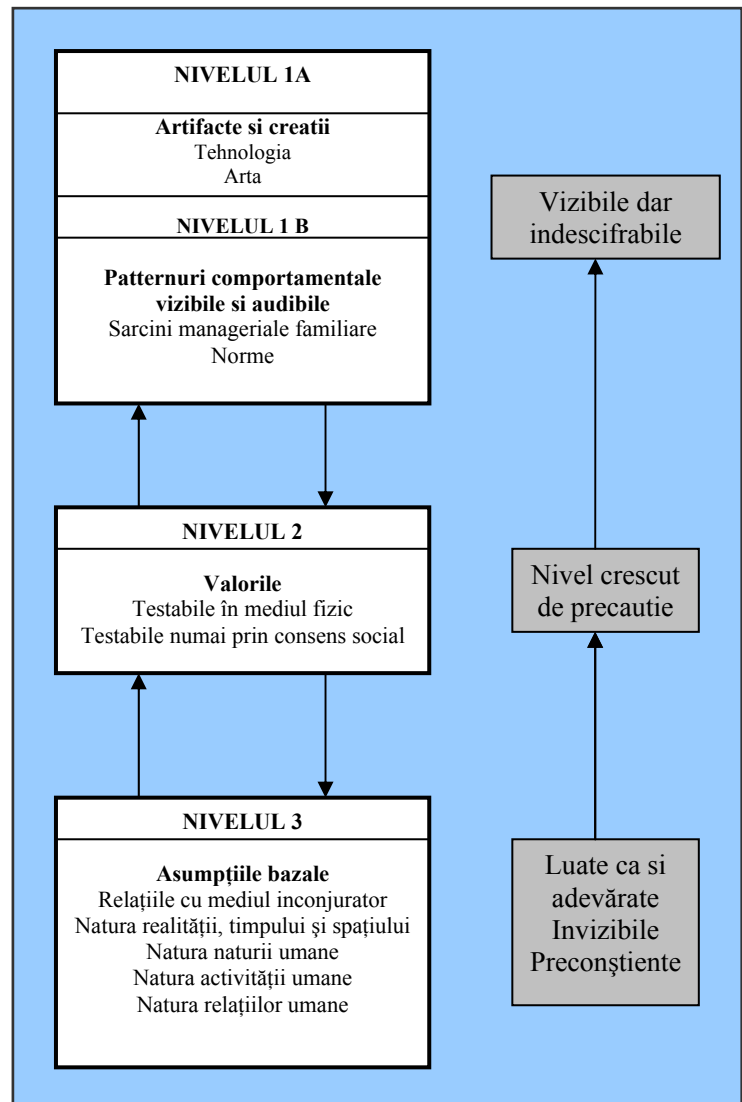 NIVELUL 1A
Artifacte si creatii
Tehnologia
Arta
NIVELUL 1 B
Patternuri comportamentale
vizibile si audibile
Sarcini manageriale familiare
Norme
Vizibile dar
indescifrabile
NIVELUL 2
Valorile
Testabile în mediul fizic
Testabile numai prin consens social
Nivel crescut
de precautie
NIVELUL 3
Asumpțiile bazale
Relațiile cu mediul inconjurator
Natura realității, timpului şi spațiului
Natura naturii umane
Natura activității umane
Natura relațiilor umane
Luate ca si
adevărate
Invizibile
Preconştiente